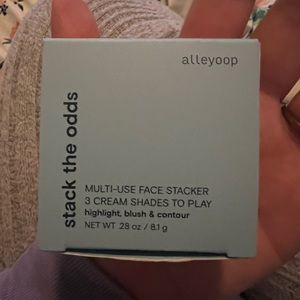 alleyoop
stack the odds
MULTI-USE FACE STACKER
3 CREAM SHADES TO PLAY
highlight, blush & contour
NET WT .28 oz / 8.1 g